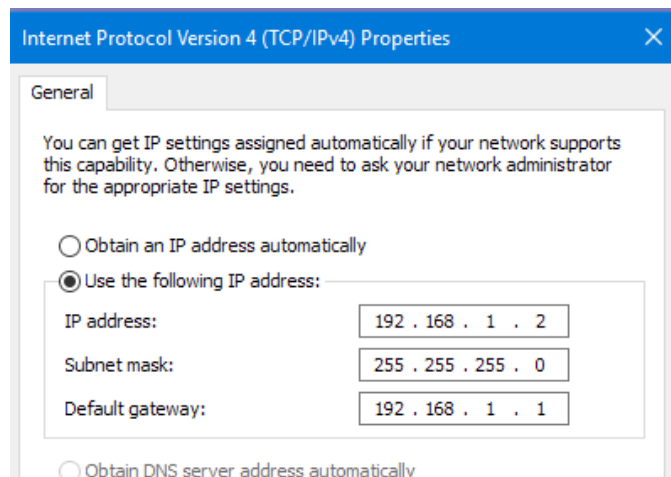 Internet Protocol Version 4 (TCP/IPv4) Properties
General
You can get IP settings assigned automatically if your network supports
this capability. Otherwise, you need to ask your network administrator
for the appropriate IP settings.
Obtain an IP address automatically
Use the following IP address:
IP address: 192 . 168 . 1 . 2
Subnet mask: 255 . 255 . 255 . 0
Default gateway: 192 . 168 . 1 . 1
Obtain DNS server address automatically